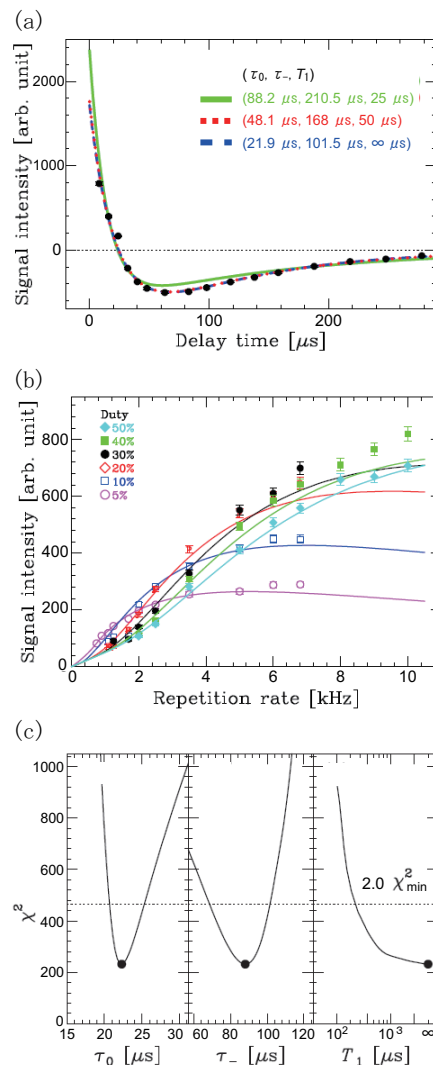 (a)
Signal intensity [arb. unit]
2000
1000
0
(τ₀, τ₋, T₁)
(88.2 μs, 210.5 μs, 25 μs)
(48.1 μs, 168 μs, 50 μs)
(21.9 μs, 101.5 μs, ∞ μs)
0 100 200
Delay time [μs]
(b)
Signal intensity [arb. unit]
800
600
400
200
0
Duty
50%
40%
30%
20%
10%
5%
0 2 4 6 8 10
Repetition rate [kHz]
(c)
χ²
1000
800
600
400
200
0
2.0 χ²min
15 20 25 30
60 80 100 120
10² 10³ ∞
τ₀ [μs] τ₋ [μs] T₁ [μs]